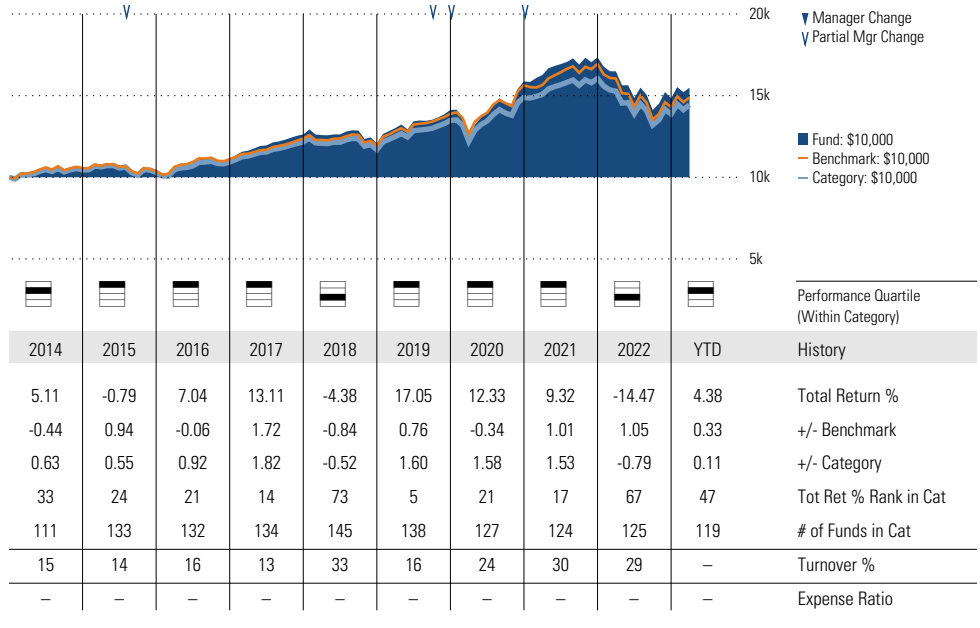 20k
▼ Manager Change
∨ Partial Mgr Change
15k
Fund: $10,000
Benchmark: $10,000
Category: $10,000
10k
5k
Performance Quartile
(Within Category)
2014 2015 2016 2017 2018 2019 2020 2021 2022 YTD History
5.11 -0.79 7.04 13.11 -4.38 17.05 12.33 9.32 -14.47 4.38 Total Return %
-0.44 0.94 -0.06 1.72 -0.84 0.76 -0.34 1.01 1.05 0.33 +/- Benchmark
0.63 0.55 0.92 1.82 -0.52 1.60 1.58 1.53 -0.79 0.11 +/- Category
33 24 21 14 73 5 21 17 67 47 Tot Ret % Rank in Cat
111 133 132 134 145 138 127 124 125 119 # of Funds in Cat
15 14 16 13 33 16 24 30 29 – Turnover %
– – – – – – – – – – Expense Ratio